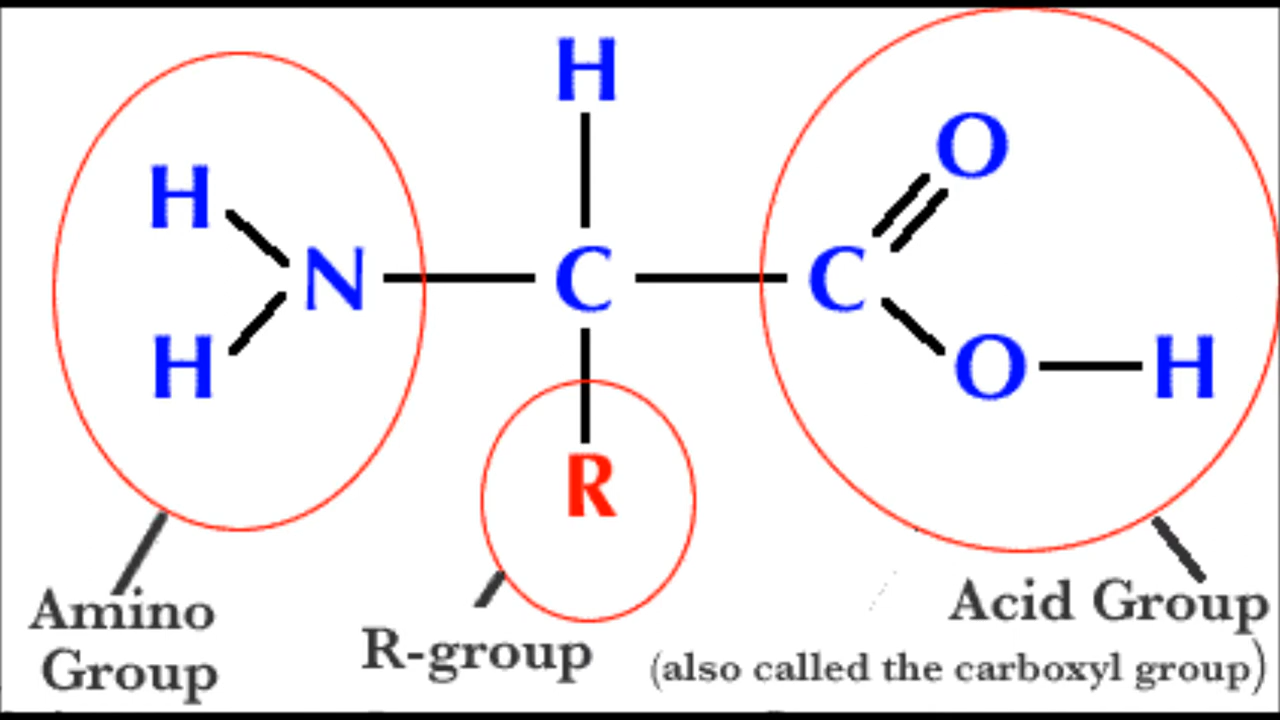 H
O
H
N
C
C
H
O
H
R
Amino
Group
R-group
Acid Group
(also called the carboxyl group)